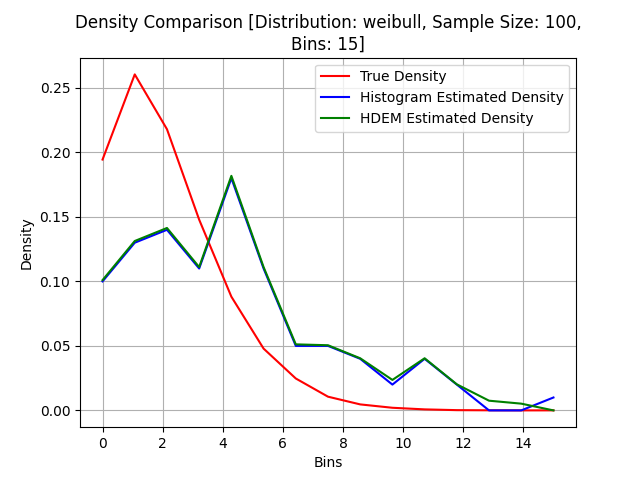 Density Comparison [Distribution: weibull, Sample Size: 100,
Bins: 15]
True Density
Histogram Estimated Density
HDEM Estimated Density
Density
0.25
0.20
0.15
0.10
0.05
0.00
0 2 4 6 8 10 12 14
Bins